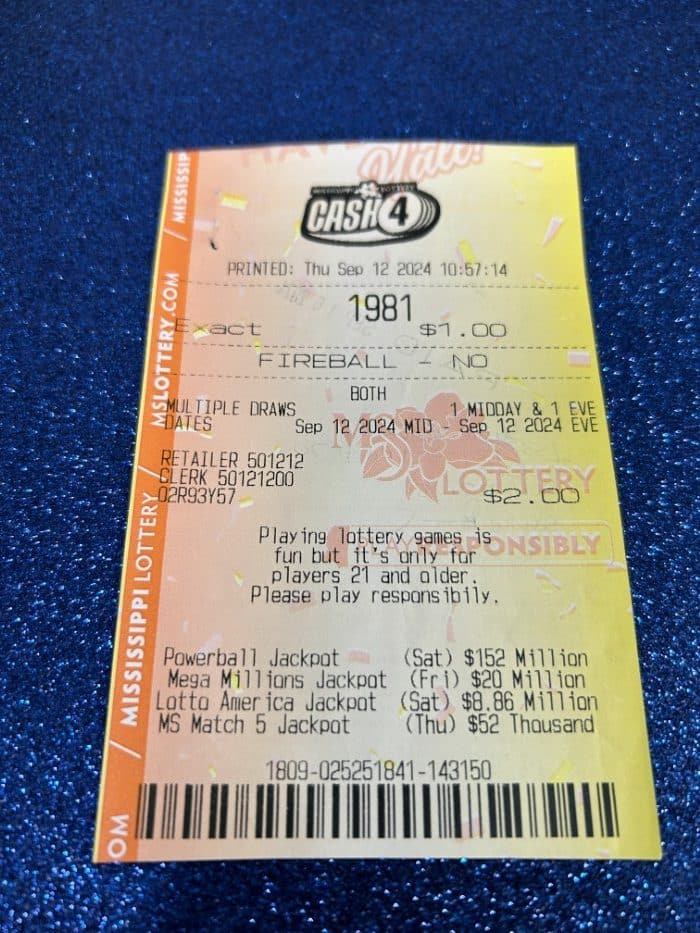 Y'all!
MISSISSIPPI LOTTERY
CASH 4
PRINTED: Thu Sep 12 2024 10:57:14
1981
Exact $1.00
FIREBALL - NO
BOTH
MULTIPLE DRAWS 1 MIDDAY & 1 EVE
DATES Sep 12 2024 MID - Sep 12 2024 EVE
RETAILER 501212
CLERK 50121200
02R93Y57 $2.00
MS LOTTERY
RESPONSIBLY
Playing lottery games is
fun but it's only for
players 21 and older.
Please play responsibily.
Powerball Jackpot (Sat) $152 Million
Mega Millions Jackpot (Fri) $20 Million
Lotto America Jackpot (Sat) $8.86 Million
MS Match 5 Jackpot (Thu) $52 Thousand
1809-025251841-143150
OM / MISSISSIPPI LOTTERY / MSLOTTERY.COM / MISSISSIP